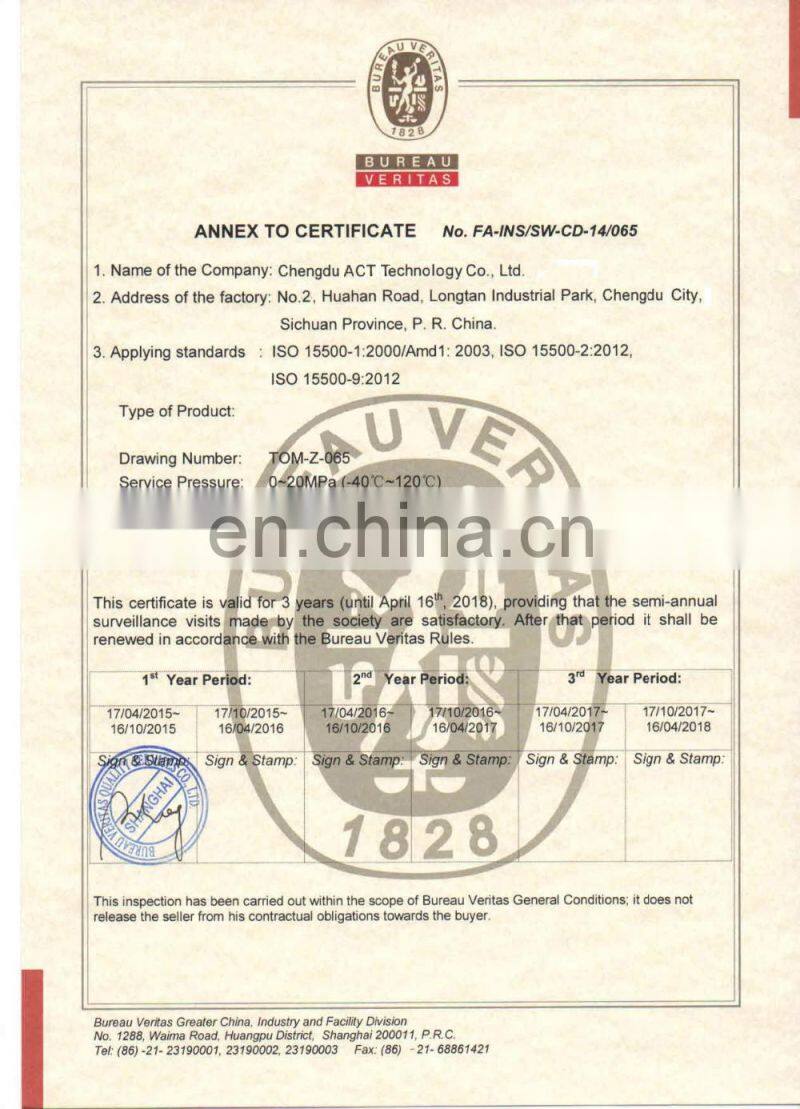 BUREAU VERITAS
1828
BUREAU
VERITAS
ANNEX TO CERTIFICATE No. FA-INS/SW-CD-14/065
1. Name of the Company: Chengdu ACT Technology Co., Ltd.
2. Address of the factory: No.2, Huahan Road, Longtan Industrial Park, Chengdu City,
Sichuan Province, P. R. China.
3. Applying standards : ISO 15500-1:2000/Amd1: 2003, ISO 15500-2:2012,
ISO 15500-9:2012
Type of Product:
Drawing Number: TOM-Z-065
Service Pressure: 0~20MPa (-40℃~120℃)
en.china.cn
This certificate is valid for 3 years (until April 16th, 2018), providing that the semi-annual
surveillance visits made by the society are satisfactory. After that period it shall be
renewed in accordance with the Bureau Veritas Rules.
1st Year Period: 2nd Year Period: 3rd Year Period:
17/04/2015~ 17/10/2015~ 17/04/2016~ 17/10/2016~ 17/04/2017~ 17/10/2017~
16/10/2015 16/04/2016 16/10/2016 16/04/2017 16/10/2017 16/04/2018
Sign & Stamp: Sign & Stamp: Sign & Stamp: Sign & Stamp: Sign & Stamp: Sign & Stamp:
SHANGHAI
BUREAU VERITAS
1828
This inspection has been carried out within the scope of Bureau Veritas General Conditions; it does not
release the seller from his contractual obligations towards the buyer.
Bureau Veritas Greater China, Industry and Facility Division
No. 1288, Waima Road, Huangpu District, Shanghai 200011, P.R.C.
Tel: (86) -21- 23190001, 23190002, 23190003 Fax: (86) -21- 68861421